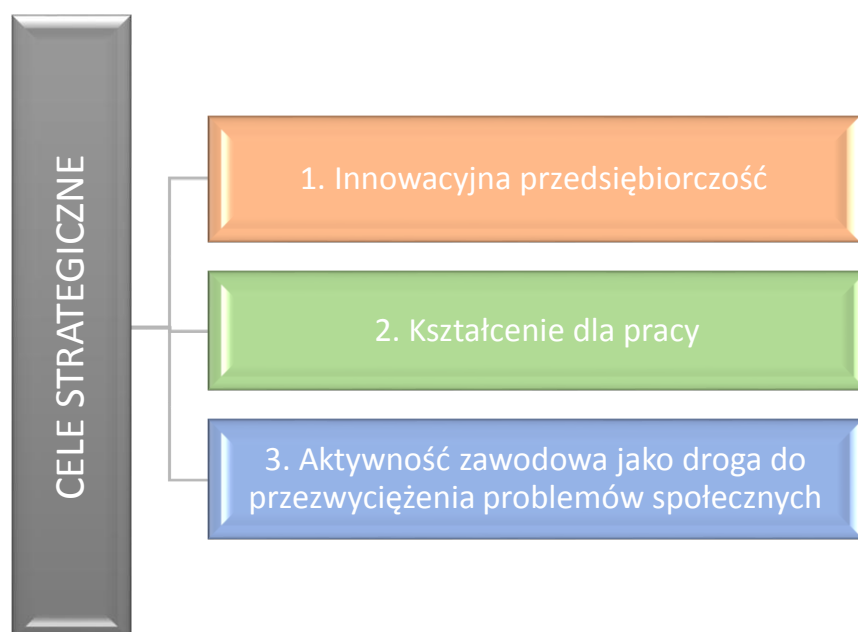 CELE STRATEGICZNE
1. Innowacyjna przedsiębiorczość
2. Kształcenie dla pracy
3. Aktywność zawodowa jako droga do
przezwyciężenia problemów społecznych